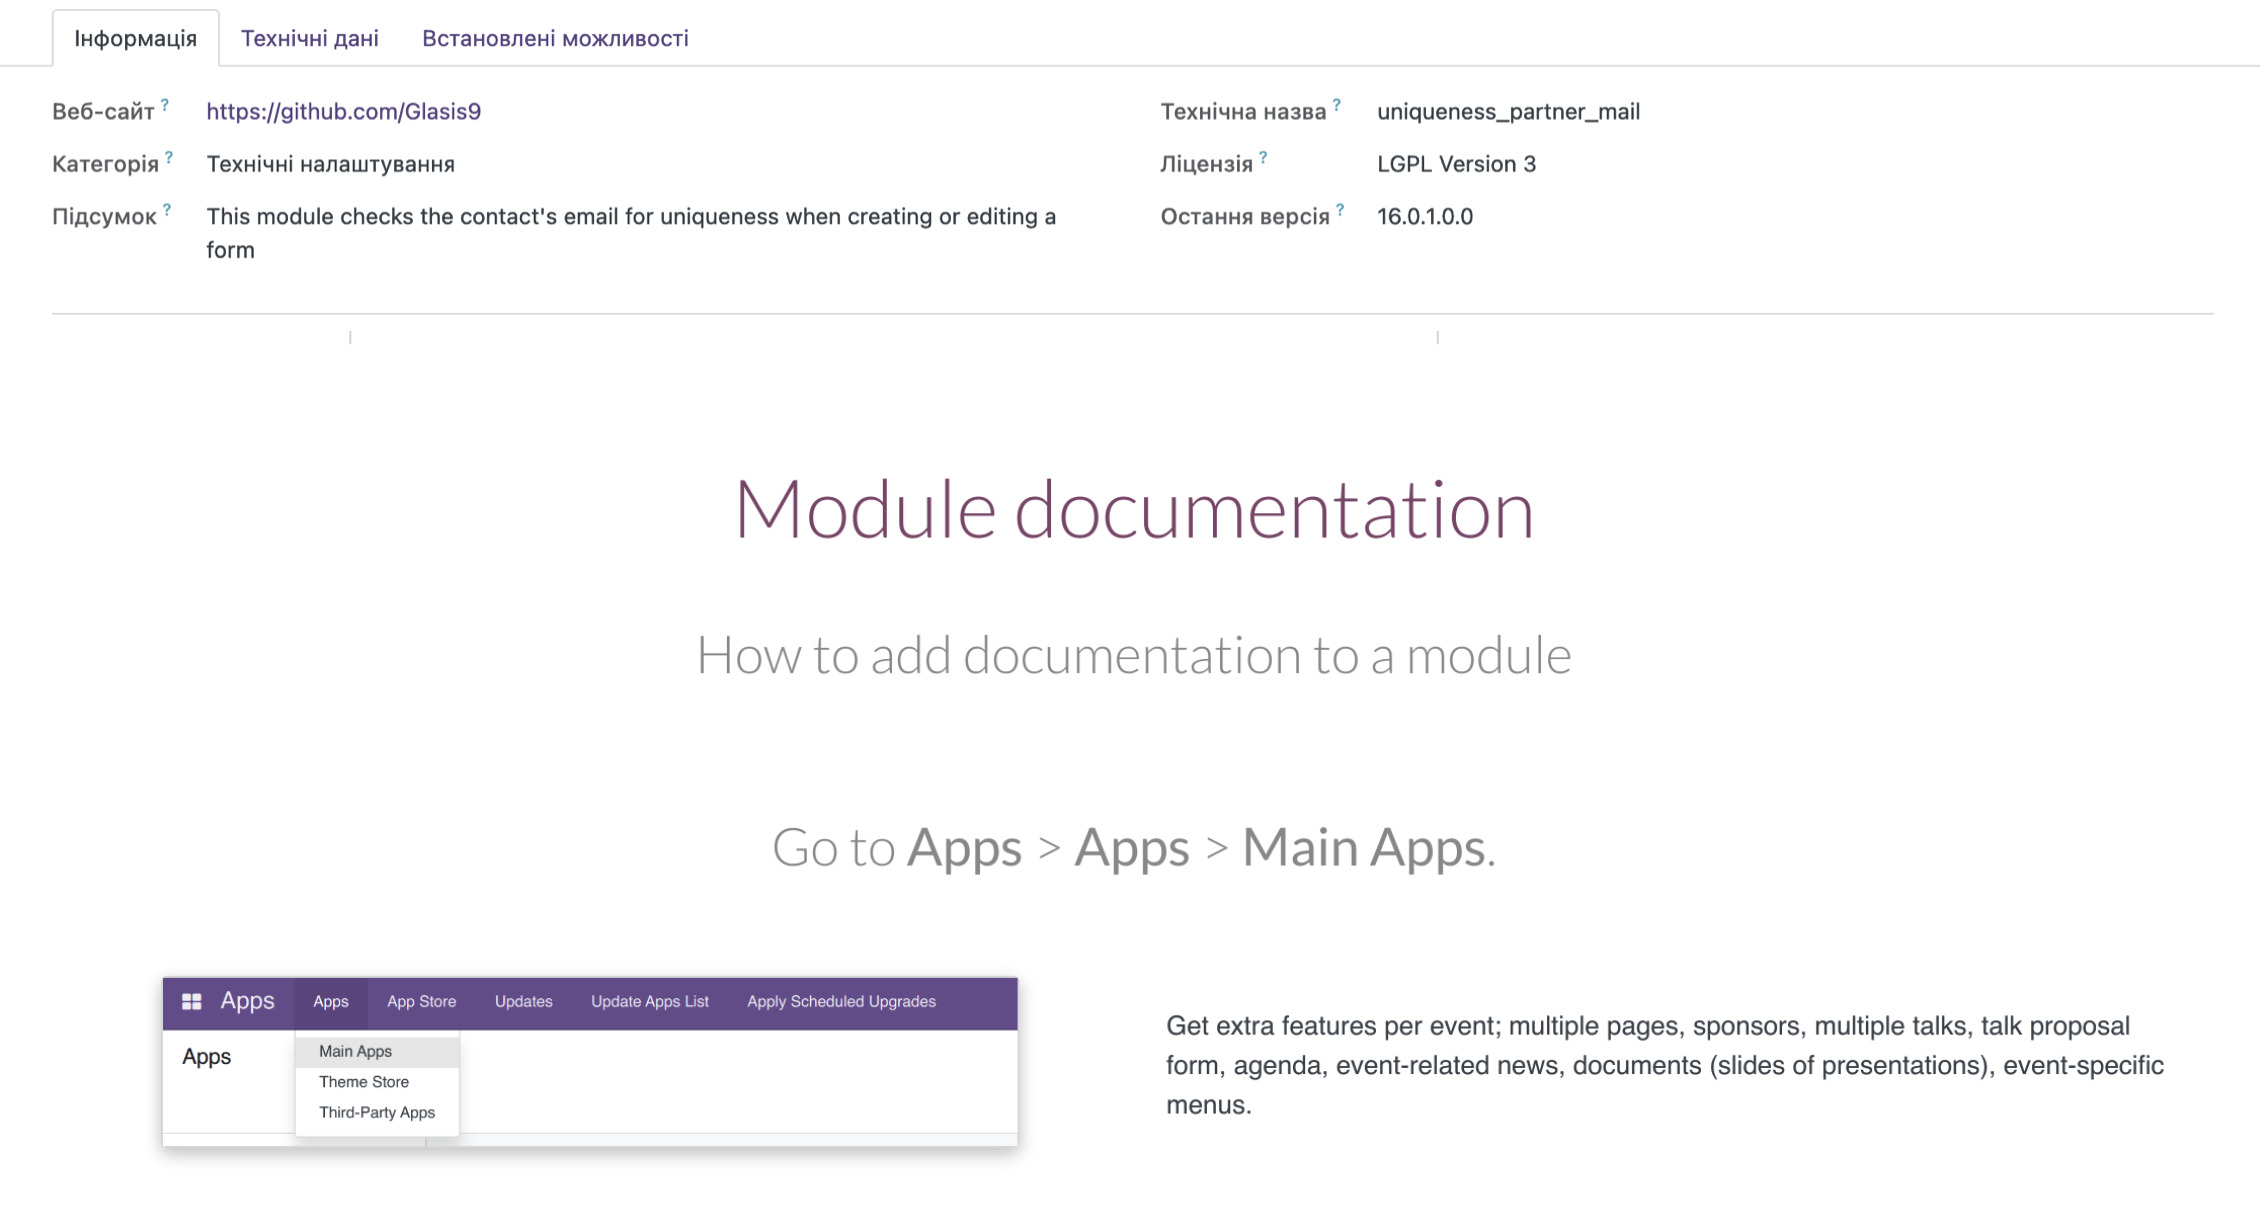 Інформація Технічні дані Встановлені можливості
Веб-сайт ? https://github.com/Glasis9
Категорія ? Технічні налаштування
Підсумок ? This module checks the contact's email for uniqueness when creating or editing a
form
Технічна назва ? uniqueness_partner_mail
Ліцензія ? LGPL Version 3
Остання версія ? 16.0.1.0.0
Module documentation
How to add documentation to a module
Go to Apps > Apps > Main Apps.
Apps Apps App Store Updates Update Apps List Apply Scheduled Upgrades
Apps
Main Apps
Theme Store
Third-Party Apps
Get extra features per event; multiple pages, sponsors, multiple talks, talk proposal
form, agenda, event-related news, documents (slides of presentations), event-specific
menus.